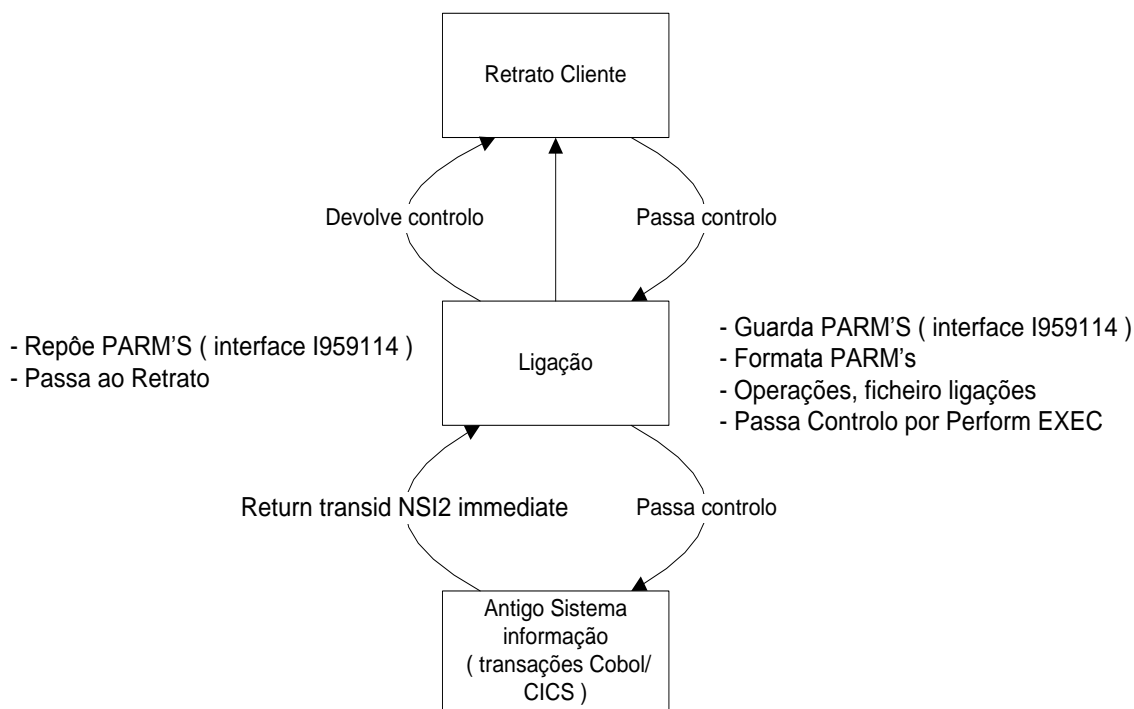 Retrato Cliente
Devolve controlo
Passa controlo
- Repôe PARM'S ( interface I959114 )
- Passa ao Retrato
Ligação
- Guarda PARM'S ( interface I959114 )
- Formata PARM's
- Operações, ficheiro ligações
- Passa Controlo por Perform EXEC
Return transid NSI2 immediate
Passa controlo
Antigo Sistema
informação
( transações Cobol/
CICS )